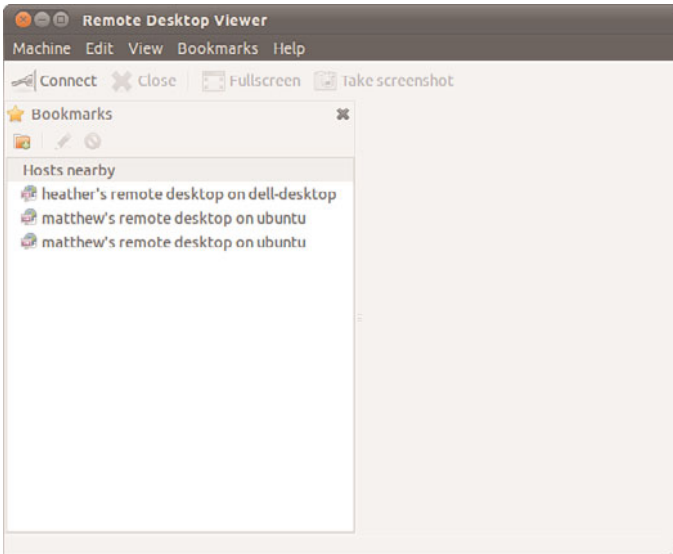 Remote Desktop Viewer
Machine Edit View Bookmarks Help
Connect Close Fullscreen Take screenshot
Bookmarks
Hosts nearby
heather's remote desktop on dell-desktop
matthew's remote desktop on ubuntu
matthew's remote desktop on ubuntu